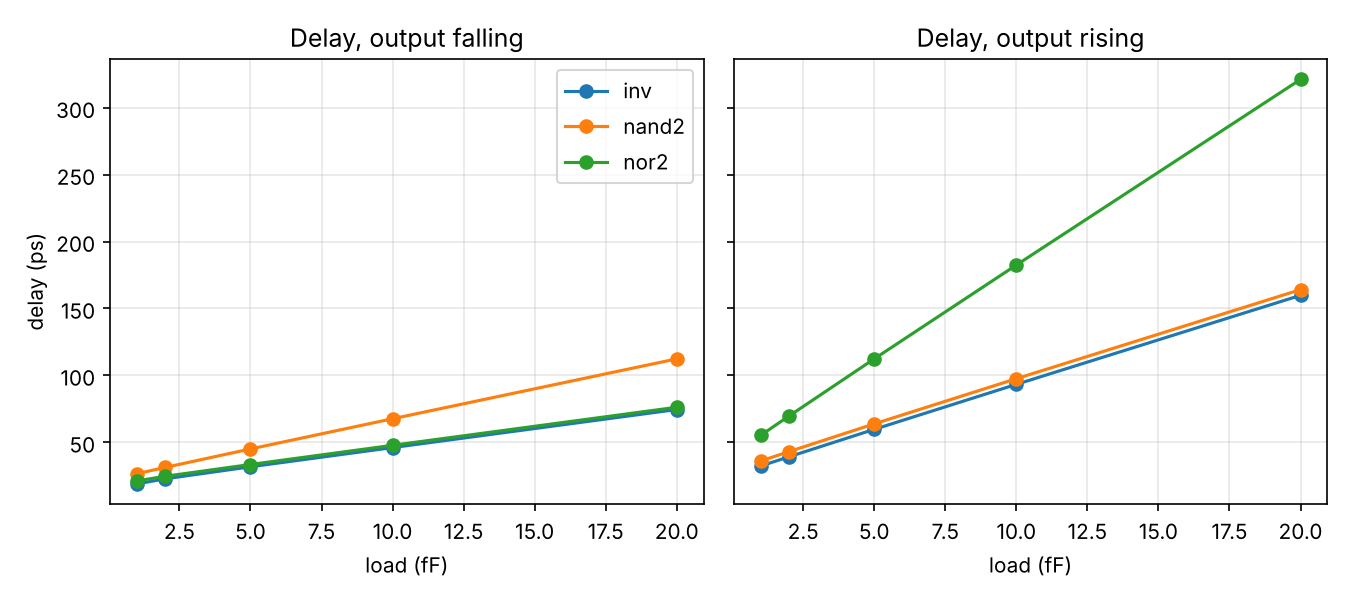 Delay, output falling
Delay, output rising
delay (ps)
300
250
200
150
100
50
inv
nand2
nor2
2.5 5.0 7.5 10.0 12.5 15.0 17.5 20.0
2.5 5.0 7.5 10.0 12.5 15.0 17.5 20.0
load (fF)
load (fF)